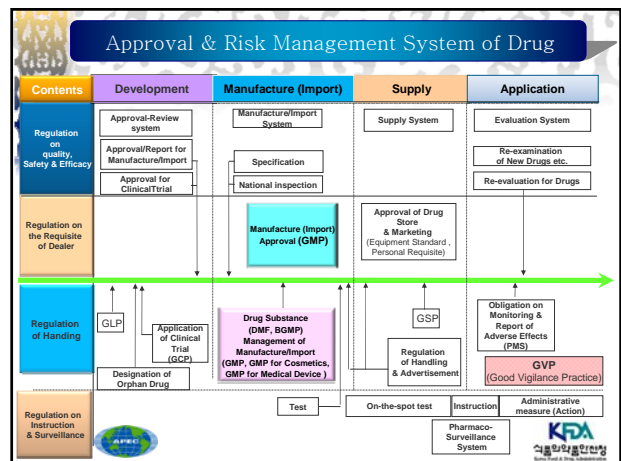 Approval & Risk Management System of Drug
Contents
Development
Manufacture (Import)
Supply
Application
Regulation
on
quality,
Safety & Efficacy
Approval-Review
system
Approval/Report for
Manufacture/Import
Approval for
ClinicalTtrial
Manufacture/Import
System
Specification
National inspection
Supply System
Evaluation System
Re-examination
of New Drugs etc.
Re-evaluation for Drugs
Regulation on
the Requisite
of Dealer
Manufacture (Import)
Approval (GMP)
Approval of Drug
Store
& Marketing
(Equipment Standard ,
Personal Requisite)
Regulation
of Handing
GLP
Application
of Clinical
Trial
(GCP)
Designation of
Orphan Drug
Drug Substance
(DMF, BGMP)
Management of
Manufacture/Import
(GMP, GMP for Cosmetics,
GMP for Medical Device )
GSP
Regulation
of Handling
& Advertisement
Obligation on
Monitoring &
Report of
Adverse Effects
(PMS)
GVP
(Good Vigilance Practice)
Regulation on
Instruction
& Surveillance
APEC
Test
On-the-spot test
Instruction
Administrative
measure (Action)
Pharmaco-
Surveillance
System
KFDA
식품의약품안전청
Korea Food & Drug Administration